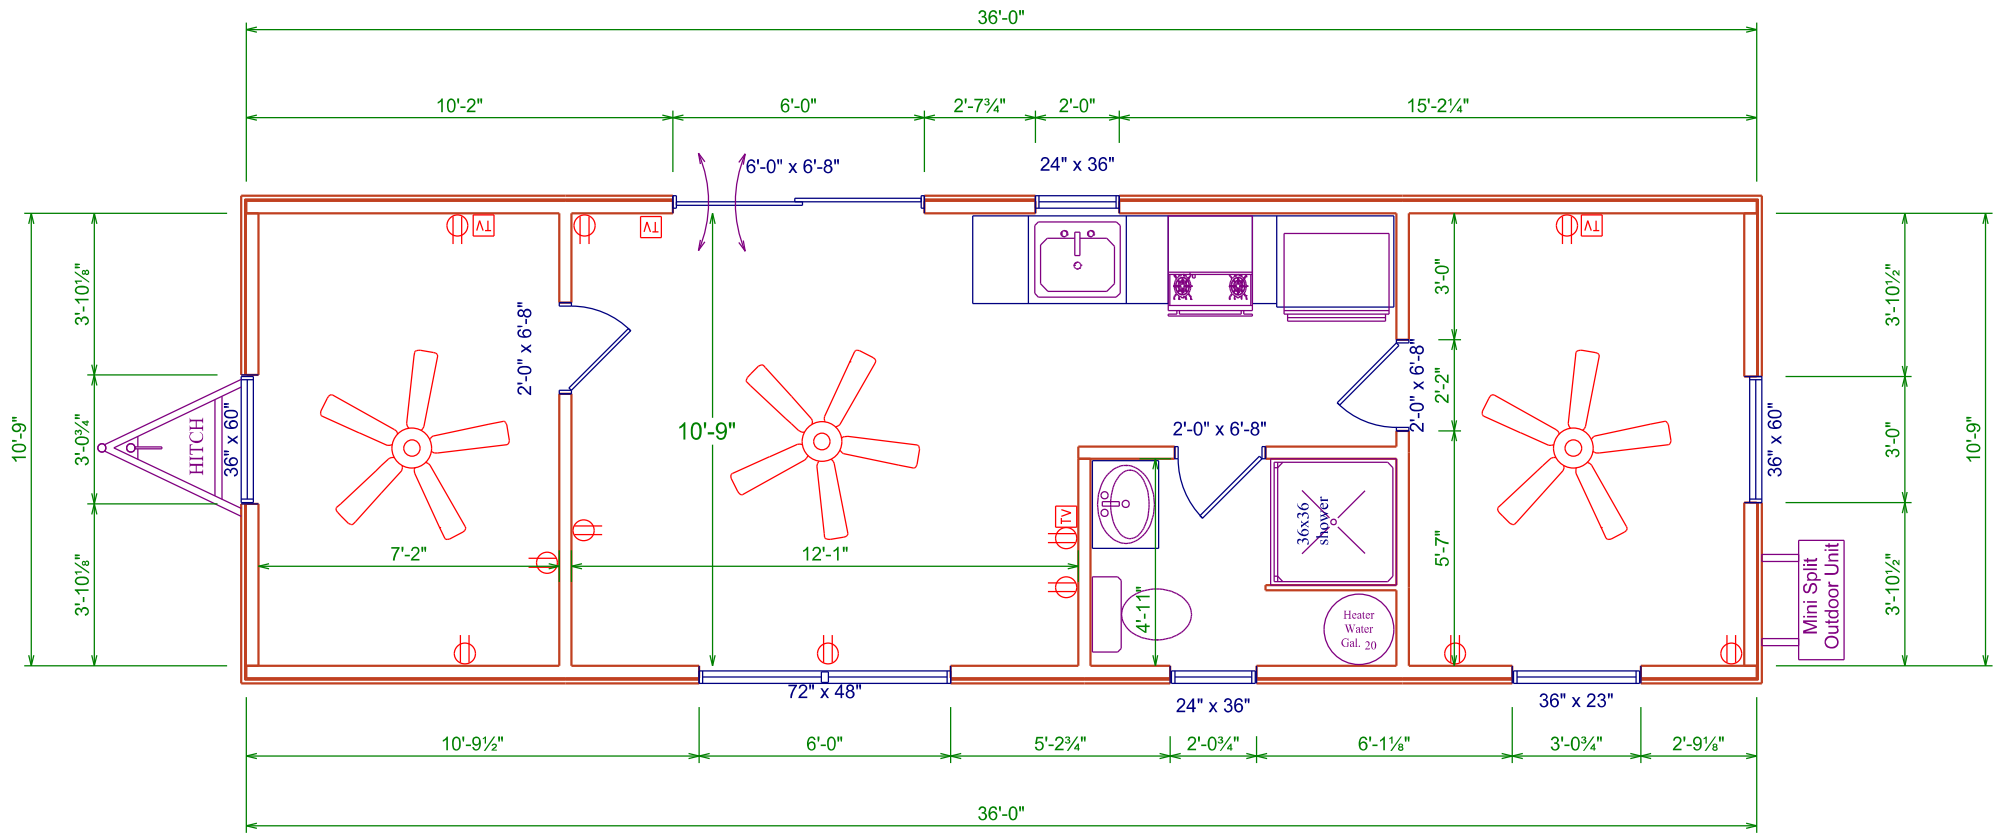 36'-0"
10'-2"
6'-0"
2'-7¾"
2'-0"
15'-2¼"
6'-0" x 6'-8"
24" x 36"
TV
TV
TV
3'-10⅛"
3'-0"
3'-10½"
2'-0" x 6'-8"
2'-2"
2'-0" x 6'-8"
10'-9"
3'-0¾"
HITCH
36" x 60"
10'-9"
2'-0" x 6'-8"
36" x 60"
3'-0"
10'-9"
TV
36x36
shower
7'-2"
12'-1"
5'-7"
3'-10⅛"
4'-11"
3'-10½"
Mini Split
Outdoor Unit
Heater
Water
Gal. 20
72" x 48"
24" x 36"
36" x 23"
10'-9½"
6'-0"
5'-2¾"
2'-0¾"
6'-1⅛"
3'-0¾"
2'-9⅛"
36'-0"